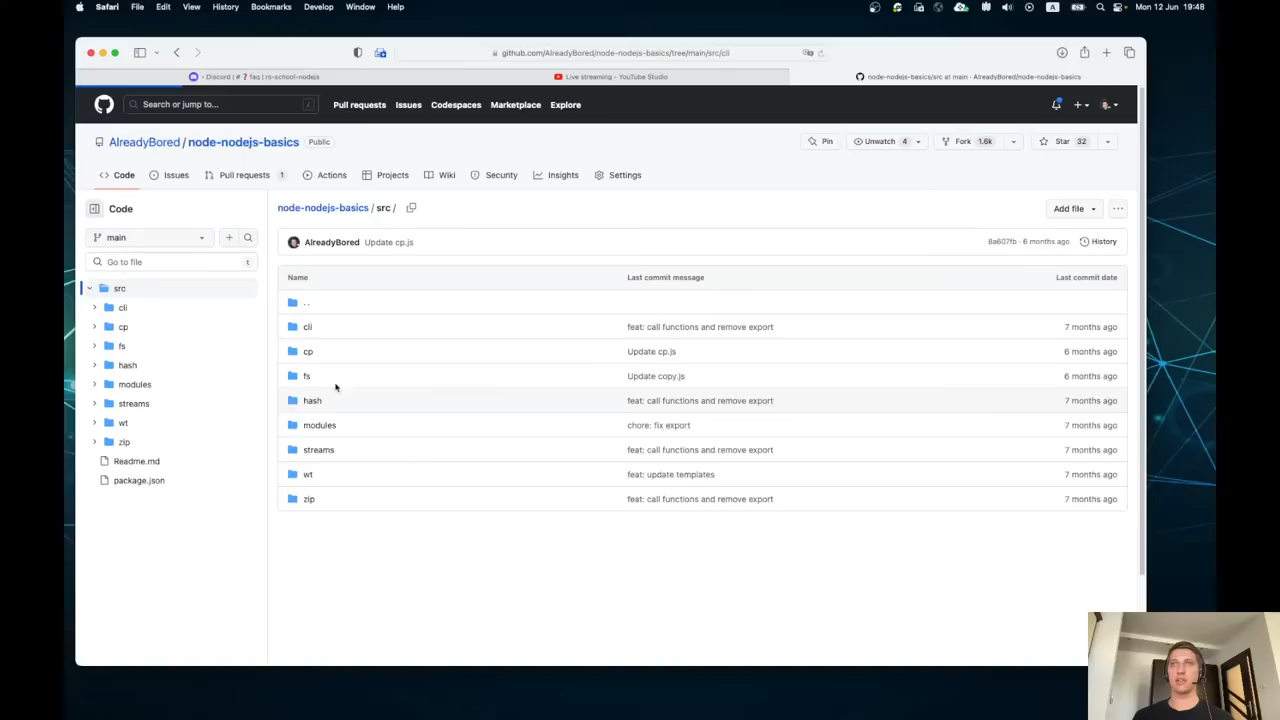 Safari File Edit View History Bookmarks Develop Window Help A Mon 12 Jun 19:48
github.com/AlreadyBored/node-nodejs-basics/tree/main/src/cli
- Discord | # ❓ faq | rs-school-nodejs Live streaming - YouTube Studio node-nodejs-basics/src at main · AlreadyBored/node-nodejs-basics
Search or jump to... / Pull requests Issues Codespaces Marketplace Explore
AlreadyBored / node-nodejs-basics Public Pin Unwatch 4 Fork 1.6k Star 32
Code Issues Pull requests 1 Actions Projects Wiki Security Insights Settings
Code
node-nodejs-basics / src / Add file
main
AlreadyBored Update cp.js 8a607fb · 6 months ago History
Go to file t
Name Last commit message Last commit date
src
cli
cp
fs
hash
modules
streams
wt
zip
Readme.md
package.json
. .
cli feat: call functions and remove export 7 months ago
cp Update cp.js 6 months ago
fs Update copy.js 6 months ago
hash feat: call functions and remove export 7 months ago
modules chore: fix export 7 months ago
streams feat: call functions and remove export 7 months ago
wt feat: update templates 7 months ago
zip feat: call functions and remove export 7 months ago